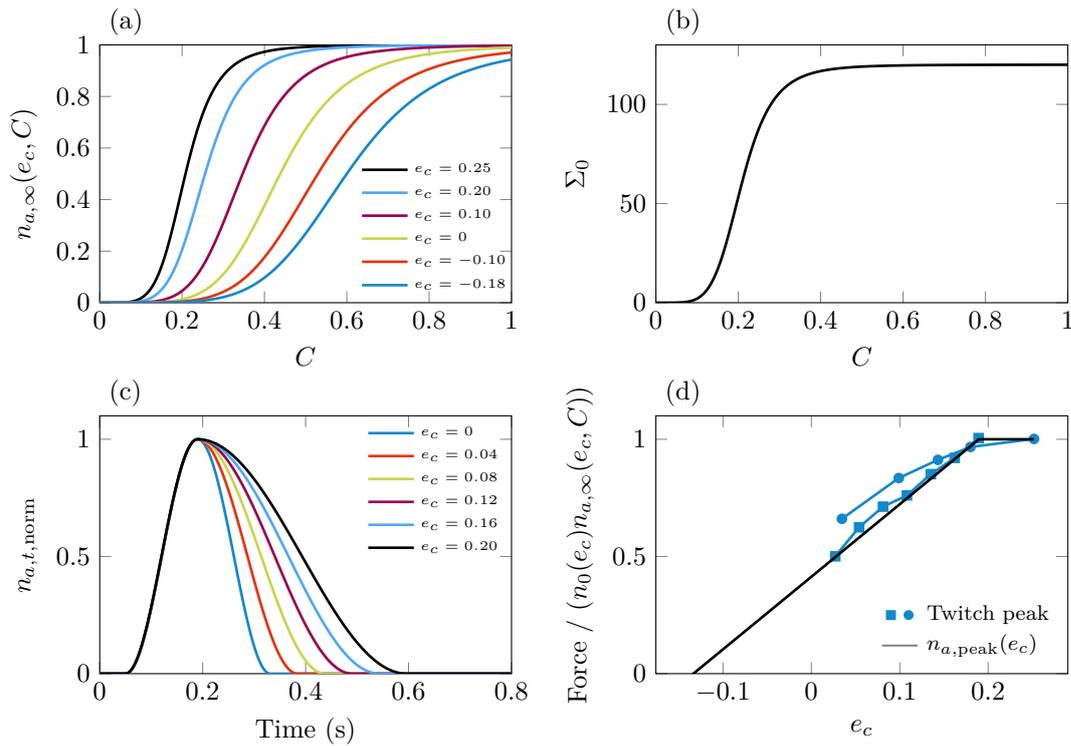 (a)
n_{a,∞}(e_c, C)
1
0.8
0.6
0.4
0.2
0
0 0.2 0.4 0.6 0.8 1
C
e_c = 0.25
e_c = 0.20
e_c = 0.10
e_c = 0
e_c = −0.10
e_c = −0.18
(b)
Σ_0
100
50
0
0 0.2 0.4 0.6 0.8 1
C
(c)
n_{a,t,norm}
1
0.5
0
0 0.2 0.4 0.6 0.8
Time (s)
e_c = 0
e_c = 0.04
e_c = 0.08
e_c = 0.12
e_c = 0.16
e_c = 0.20
(d)
Force / (n_0(e_c)n_{a,∞}(e_c, C))
1
0.5
0
−0.1 0 0.1 0.2
e_c
Twitch peak
n_{a,peak}(e_c)